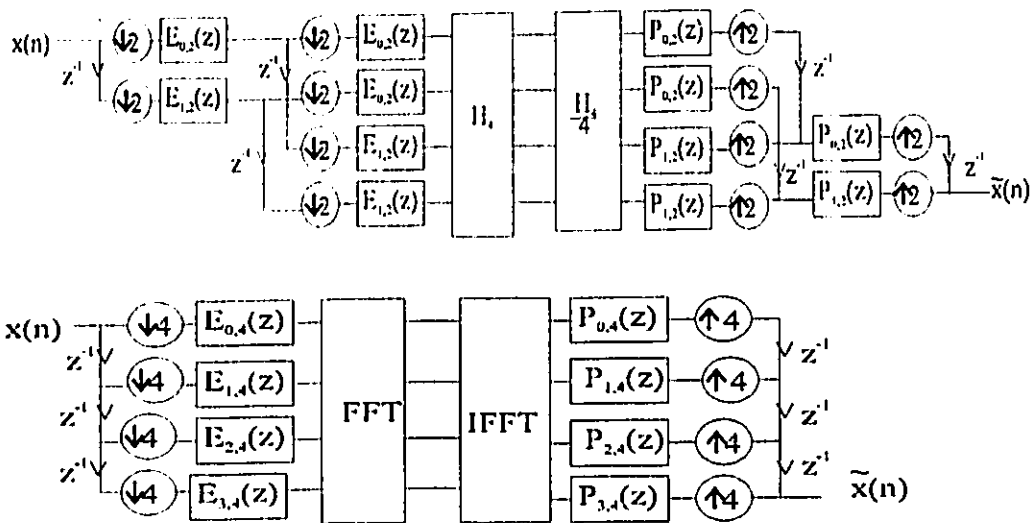 x(n) ↓2 E₀,₂(z) ↓2 E₀,₂(z) P₀,₂(z) ↑2
z⁻¹ z⁻¹ z⁻¹
↓2 E₁,₂(z) ↓2 E₀,₂(z) P₀,₂(z) ↑2
H₄ H₄/4
z⁻¹ ↓2 E₁,₂(z) P₁,₂(z) ↑2 P₀,₂(z) ↑2
z⁻¹ z⁻¹
↓2 E₁,₂(z) P₁,₂(z) ↑2 P₁,₂(z) ↑2 x̃(n)
x(n) ↓4 E₀,₄(z) P₀,₄(z) ↑4
z⁻¹ z⁻¹
↓4 E₁,₄(z) P₁,₄(z) ↑4
FFT IFFT
z⁻¹ z⁻¹
↓4 E₂,₄(z) P₂,₄(z) ↑4
z⁻¹ z⁻¹
↓4 E₃,₄(z) P₃,₄(z) ↑4 x̃(n)